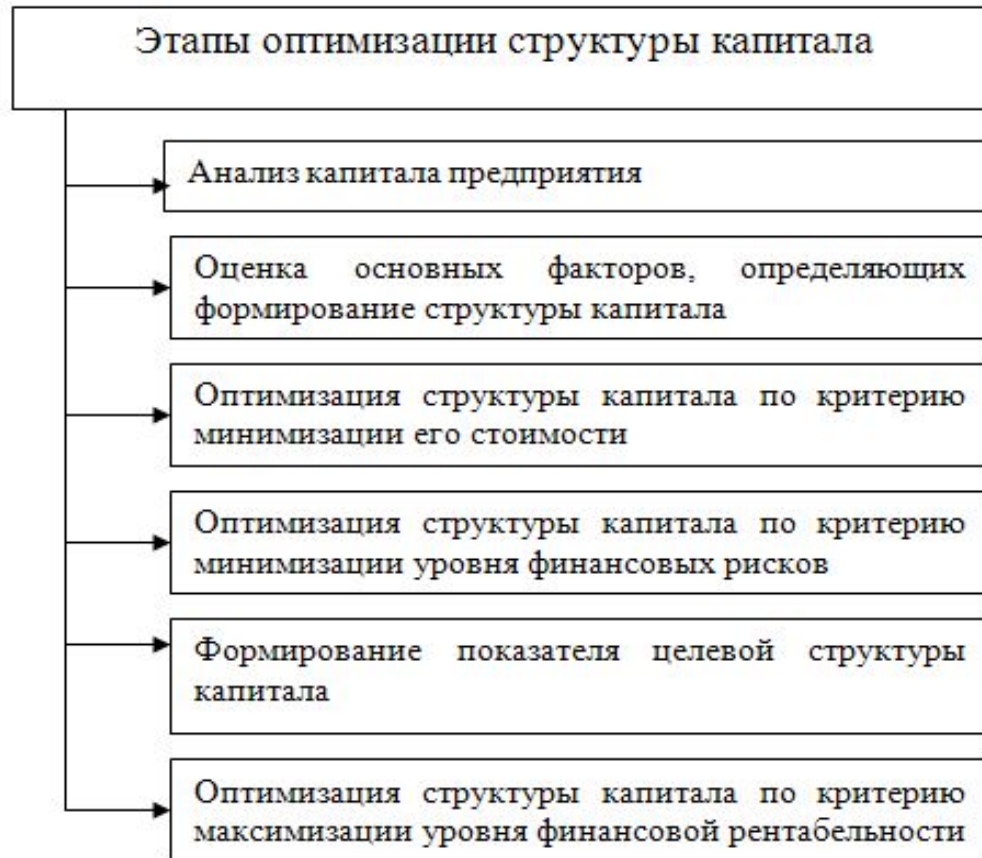 Этапы оптимизации структуры капитала
Анализ капитала предприятия
Оценка основных факторов, определяющих
формирование структуры капитала
Оптимизация структуры капитала по критерию
минимизации его стоимости
Оптимизация структуры капитала по критерию
минимизации уровня финансовых рисков
Формирование показателя целевой структуры
капитала
Оптимизация структуры капитала по критерию
максимизации уровня финансовой рентабельности